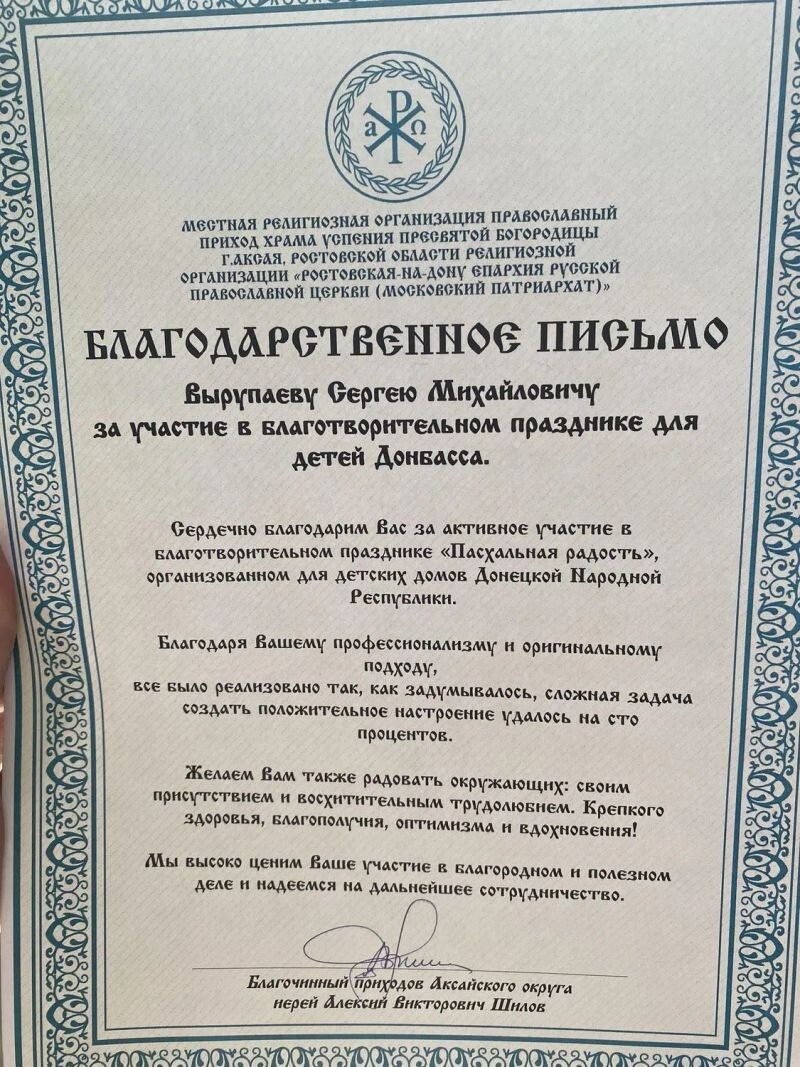 а Ρ Ω
МЕСТНАЯ РЕЛИГИОЗНАЯ ОРГАНИЗАЦИЯ ПРАВОСЛАВНЫЙ
ПРИХОД ХРАМА УСПЕНИЯ ПРЕСВЯТОЙ БОГОРОДИЦЫ
Г.АКСАЯ, РОСТОВСКОЙ ОБЛАСТИ РЕЛИГИОЗНОЙ
ОРГАНИЗАЦИИ «РОСТОВСКАЯ-НА-ДОНУ ЕПАРХИЯ РУССКОЙ
ПРАВОСЛАВНОЙ ЦЕРКВИ (МОСКОВСКИЙ ПАТРИАРХАТ)»
БЛАГОДАРСТВЕННОЕ ПИСЬМО
Вырупаеву Сергею Михайловичу
за участие в благотворительном празднике для
детей Донбасса.
Сердечно благодарим Вас за активное участие в
благотворительном празднике «Пасхальная радость»,
организованном для детских домов Донецкой Народной
Республики.
Благодаря Вашему профессионализму и оригинальному
подходу,
все было реализовано так, как задумывалось, сложная задача
создать положительное настроение удалось на сто
процентов.
Желаем Вам также радовать окружающих: своим
присутствием и восхитительным трудолюбием. Крепкого
здоровья, благополучия, оптимизма и вдохновения!
Мы высоко ценим Ваше участие в благородном и полезном
деле и надеемся на дальнейшее сотрудничество.
Благочинный приходов Аксайского округа
иерей Алексий Викторович Шилов